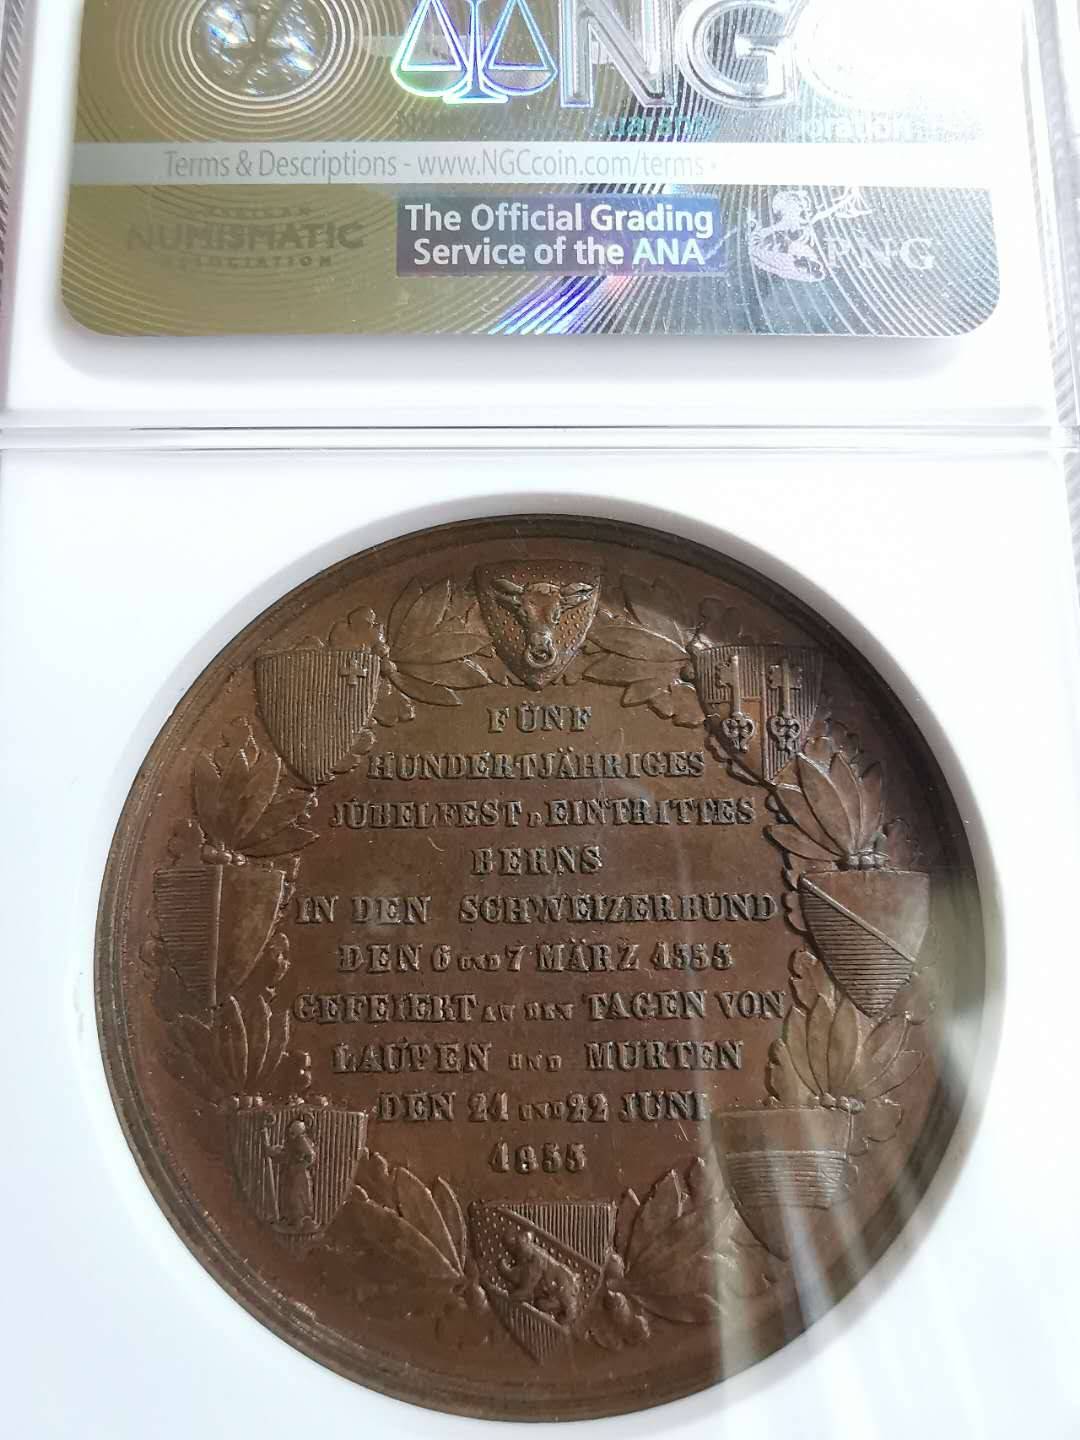 NGC
Terms & Descriptions - www.NGCcoin.com/terms •
NUMISMATIC
ASSOCIATION
The Official Grading
Service of the ANA
PNG
FÜNF
HUNDERTJÄHRIGES
JUBELFEST D EINTRITTES
BERNS
IN DEN SCHWEIZERBUND
DEN 6 UND 7 MÄRZ 1353
GEFEIERT AN DEN TAGEN VON
LAUPEN UND MURTEN
DEN 21 UND 22 JUNI
1853